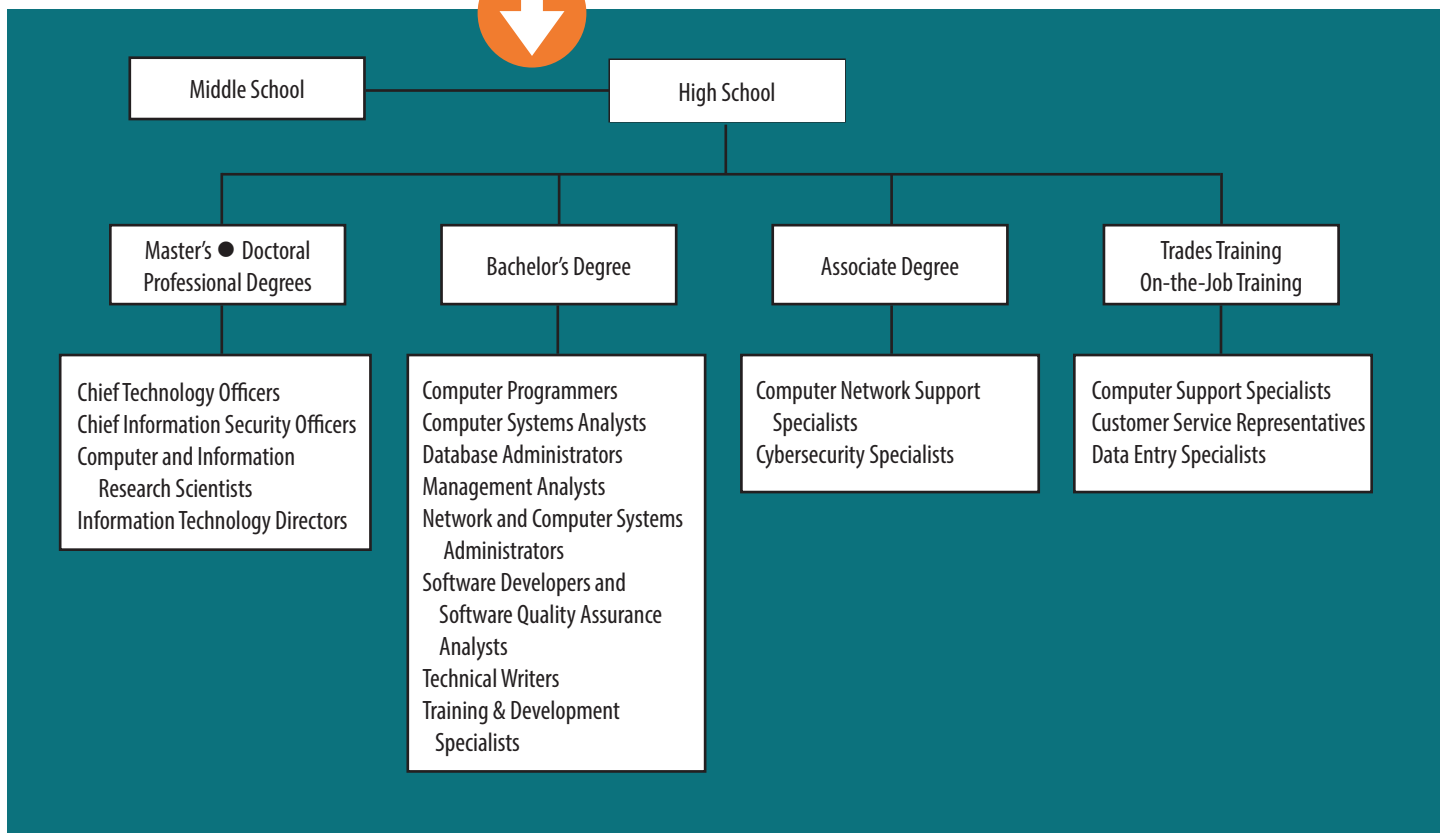 Middle School
High School
Master's ● Doctoral
Professional Degrees
Bachelor's Degree
Associate Degree
Trades Training
On-the-Job Training
Chief Technology Officers
Chief Information Security Officers
Computer and Information
Research Scientists
Information Technology Directors
Computer Programmers
Computer Systems Analysts
Database Administrators
Management Analysts
Network and Computer Systems
Administrators
Software Developers and
Software Quality Assurance
Analysts
Technical Writers
Training & Development
Specialists
Computer Network Support
Specialists
Cybersecurity Specialists
Computer Support Specialists
Customer Service Representatives
Data Entry Specialists